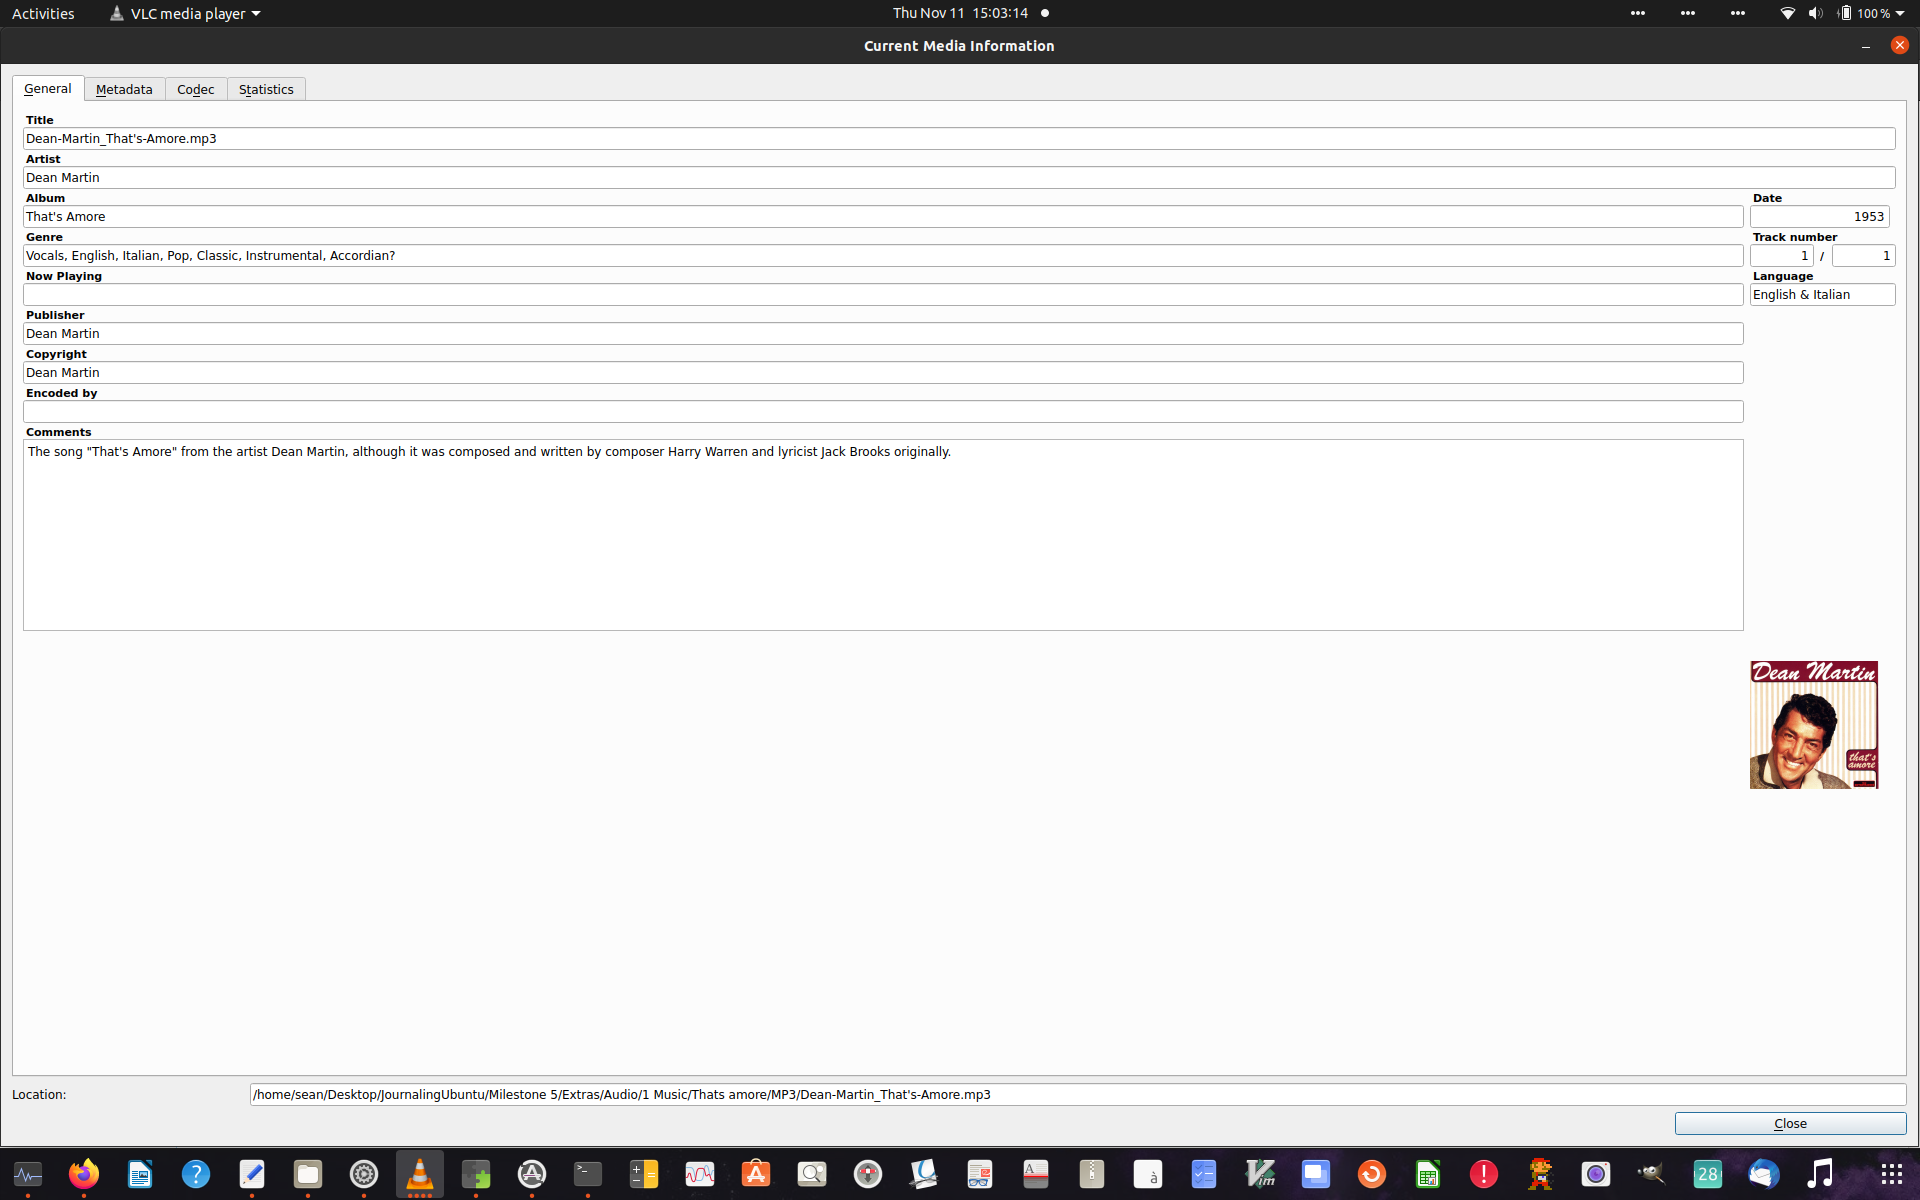 Activities
VLC media player
Thu Nov 11 15:03:14
100 %
Current Media Information
General
Metadata
Codec
Statistics
Title
Dean-Martin_That's-Amore.mp3
Artist
Dean Martin
Album
Date
That's Amore
1953
Genre
Track number
Vocals, English, Italian, Pop, Classic, Instrumental, Accordian?
1 / 1
Now Playing
Language
English & Italian
Publisher
Dean Martin
Copyright
Dean Martin
Encoded by
Comments
The song "That's Amore" from the artist Dean Martin, although it was composed and written by composer Harry Warren and lyricist Jack Brooks originally.
Dean Martin
that's
amore
Location:
/home/sean/Desktop/JournalingUbuntu/Milestone 5/Extras/Audio/1 Music/Thats amore/MP3/Dean-Martin_That's-Amore.mp3
Close
28